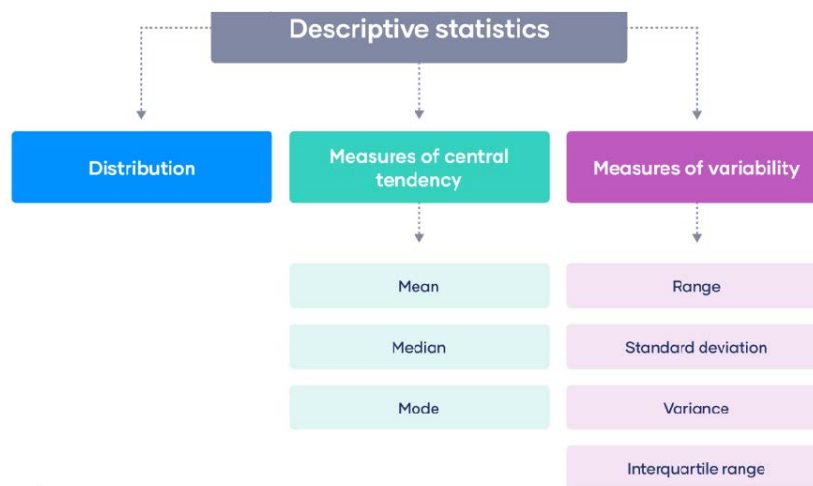 Descriptive statistics
Distribution
Measures of central
tendency
Measures of variability
Mean
Median
Mode
Range
Standard deviation
Variance
Interquartile range